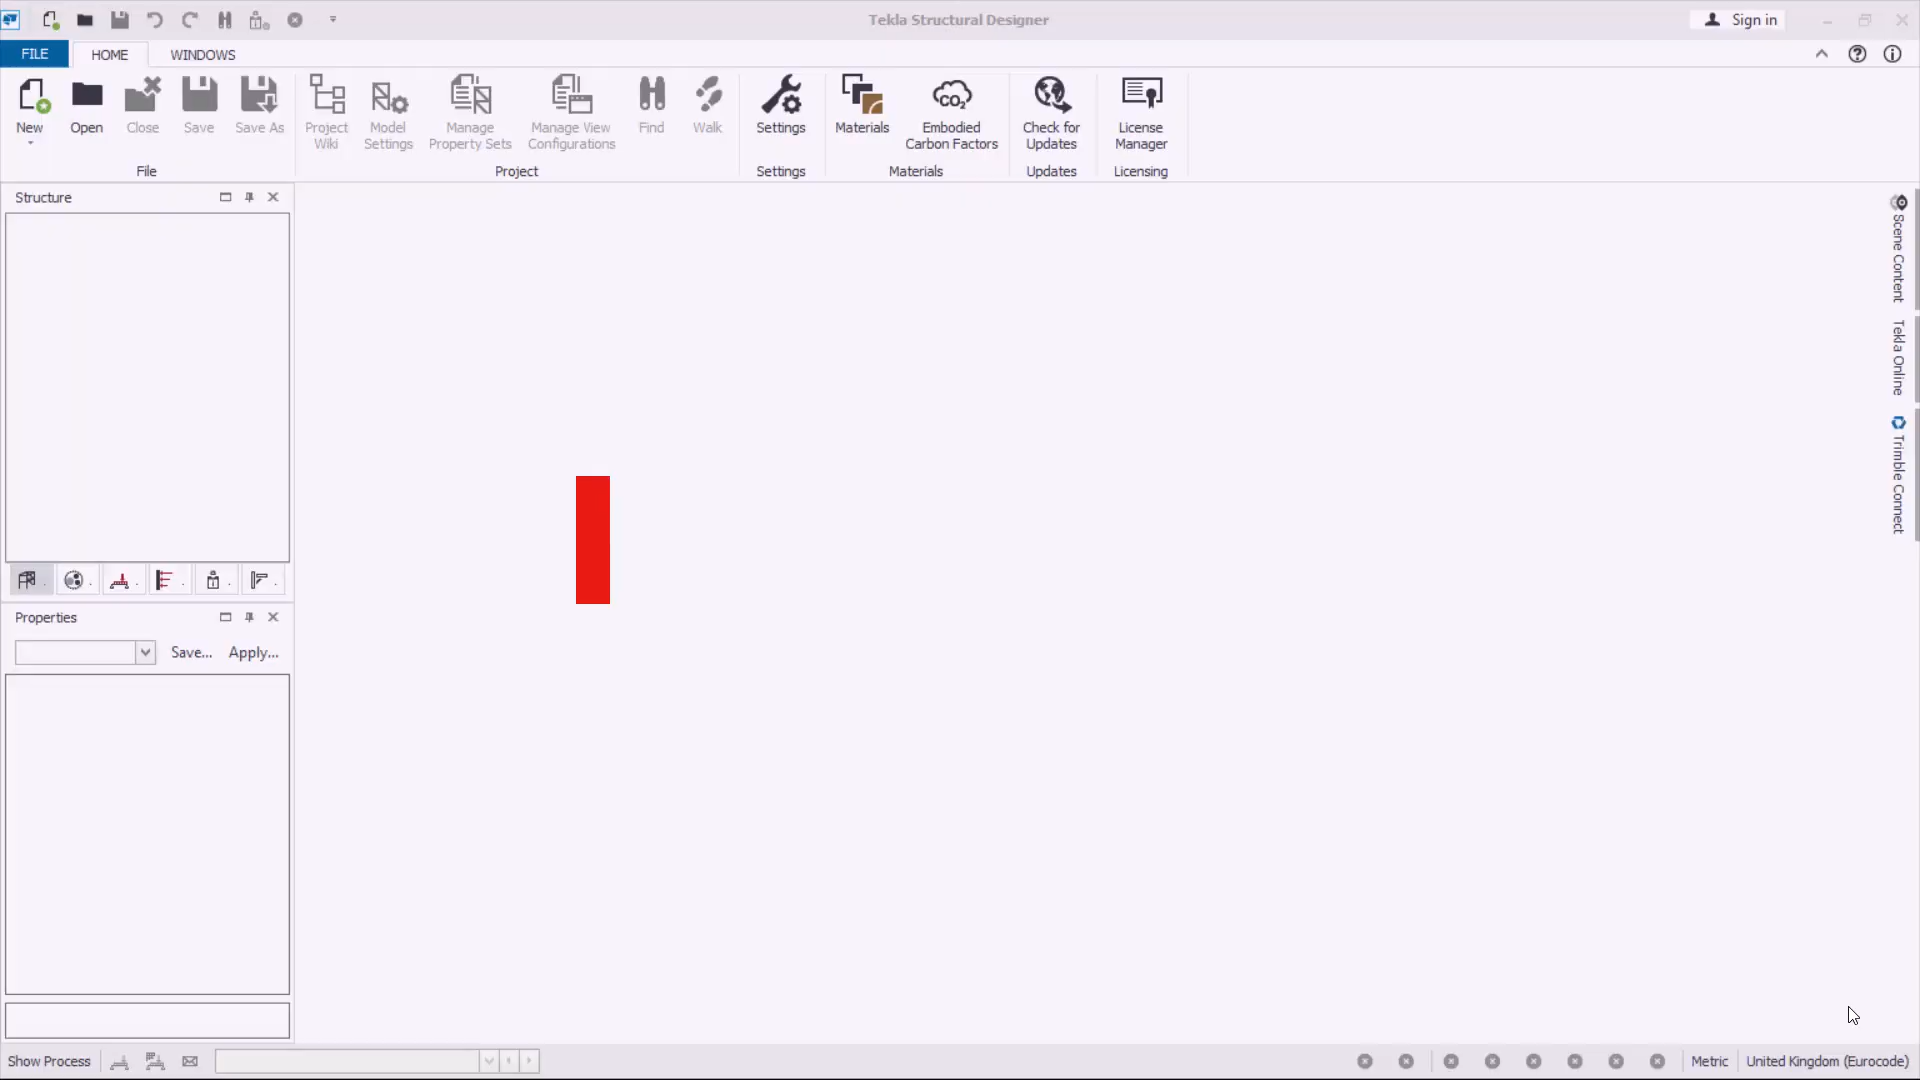 Tekla Structural Designer
Sign in
FILE
HOME
WINDOWS
New
Open
Close
Save
Save As
Project Wiki
Model Settings
Manage Property Sets
Manage View Configurations
Find
Walk
Settings
Materials
Embodied Carbon Factors
Check for Updates
License Manager
File
Project
Settings
Materials
Updates
Licensing
Structure
Scene Content
Tekla Online
Trimble Connect
Properties
Save...
Apply...
Show Process
Metric
United Kingdom (Eurocode)